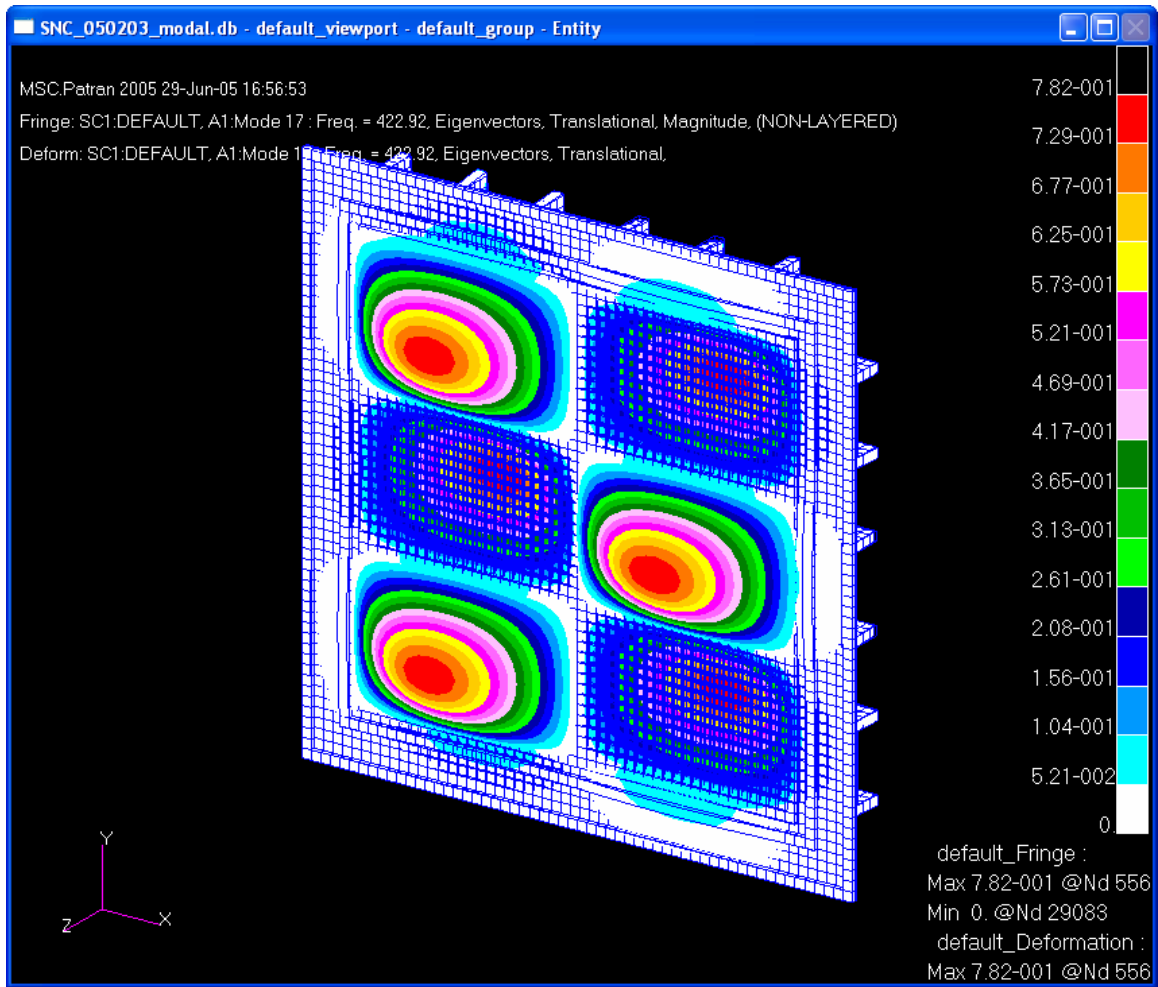 SNC_050203_modal.db - default_viewport - default_group - Entity
MSC.Patran 2005 29-Jun-05 16:56:53
Fringe: SC1:DEFAULT, A1:Mode 17 : Freq. = 422.92, Eigenvectors, Translational, Magnitude, (NON-LAYERED)
Deform: SC1:DEFAULT, A1:Mode 1 Freq. = 422.92, Eigenvectors, Translational,
7.82-001
7.29-001
6.77-001
6.25-001
5.73-001
5.21-001
4.69-001
4.17-001
3.65-001
3.13-001
2.61-001
2.08-001
1.56-001
1.04-001
5.21-002
0.
default_Fringe :
Max 7.82-001 @Nd 556
Min 0. @Nd 29083
default_Deformation :
Max 7.82-001 @Nd 556
Y
Z
X